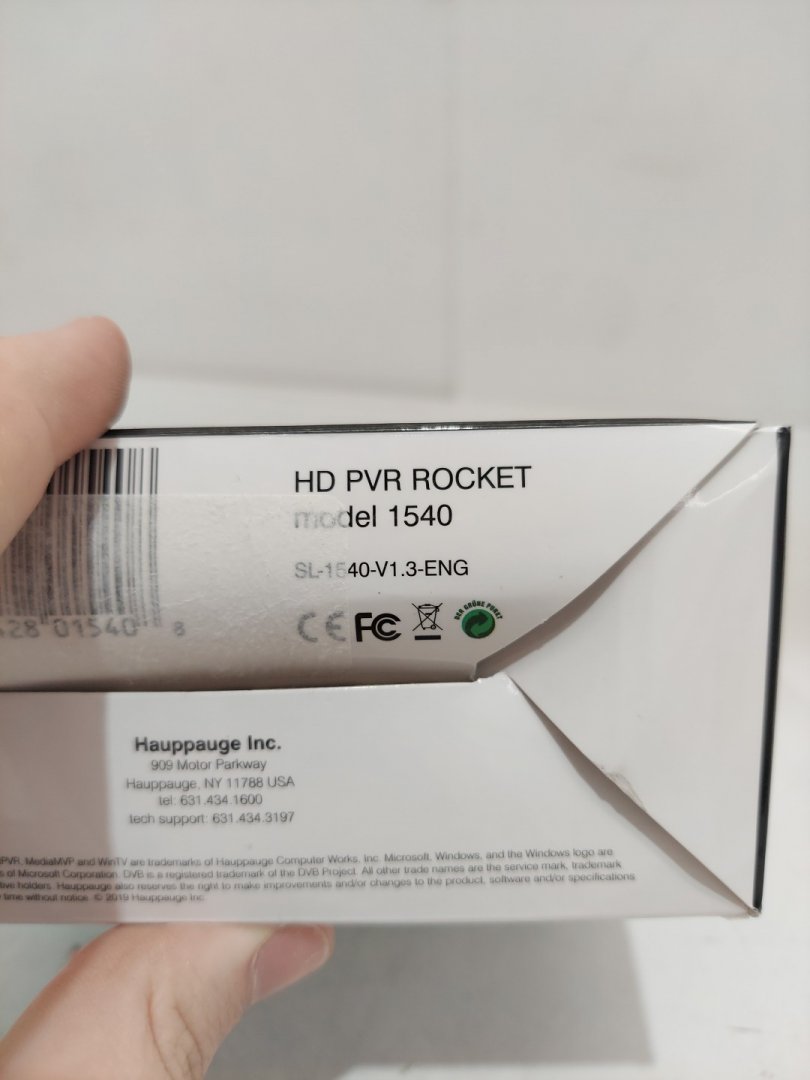 HD PVR ROCKET
model 1540
SL-1540-V1.3-ENG
28 01540 8
CE FC
DER GRÜNE PUNKT
Hauppauge Inc.
909 Motor Parkway
Hauppauge, NY 11788 USA
tel: 631.434.1600
tech support: 631.434.3197
PVR, MediaMVP and WinTV are trademarks of Hauppauge Computer Works, Inc. Microsoft, Windows, and the Windows logo are
of Microsoft Corporation. DVB is a registered trademark of the DVB Project. All other trade names are the service mark, trademark
holders. Hauppauge also reserves the right to make improvements and/or changes to the product, software and/or specifications
time without notice. © 2019 Hauppauge Inc.